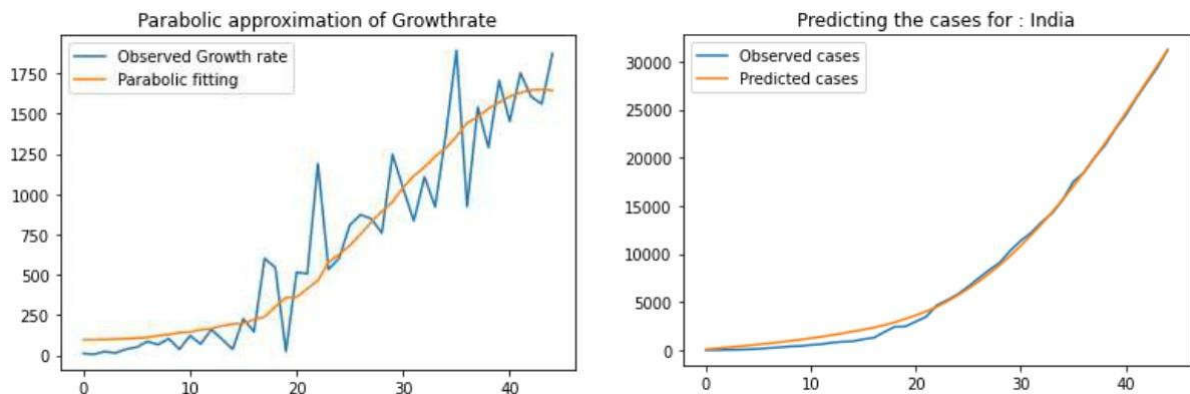 Parabolic approximation of Growthrate
Observed Growth rate
Parabolic fitting
1750
1500
1250
1000
750
500
250
0
0 10 20 30 40
Predicting the cases for : India
Observed cases
Predicted cases
30000
25000
20000
15000
10000
5000
0
0 10 20 30 40